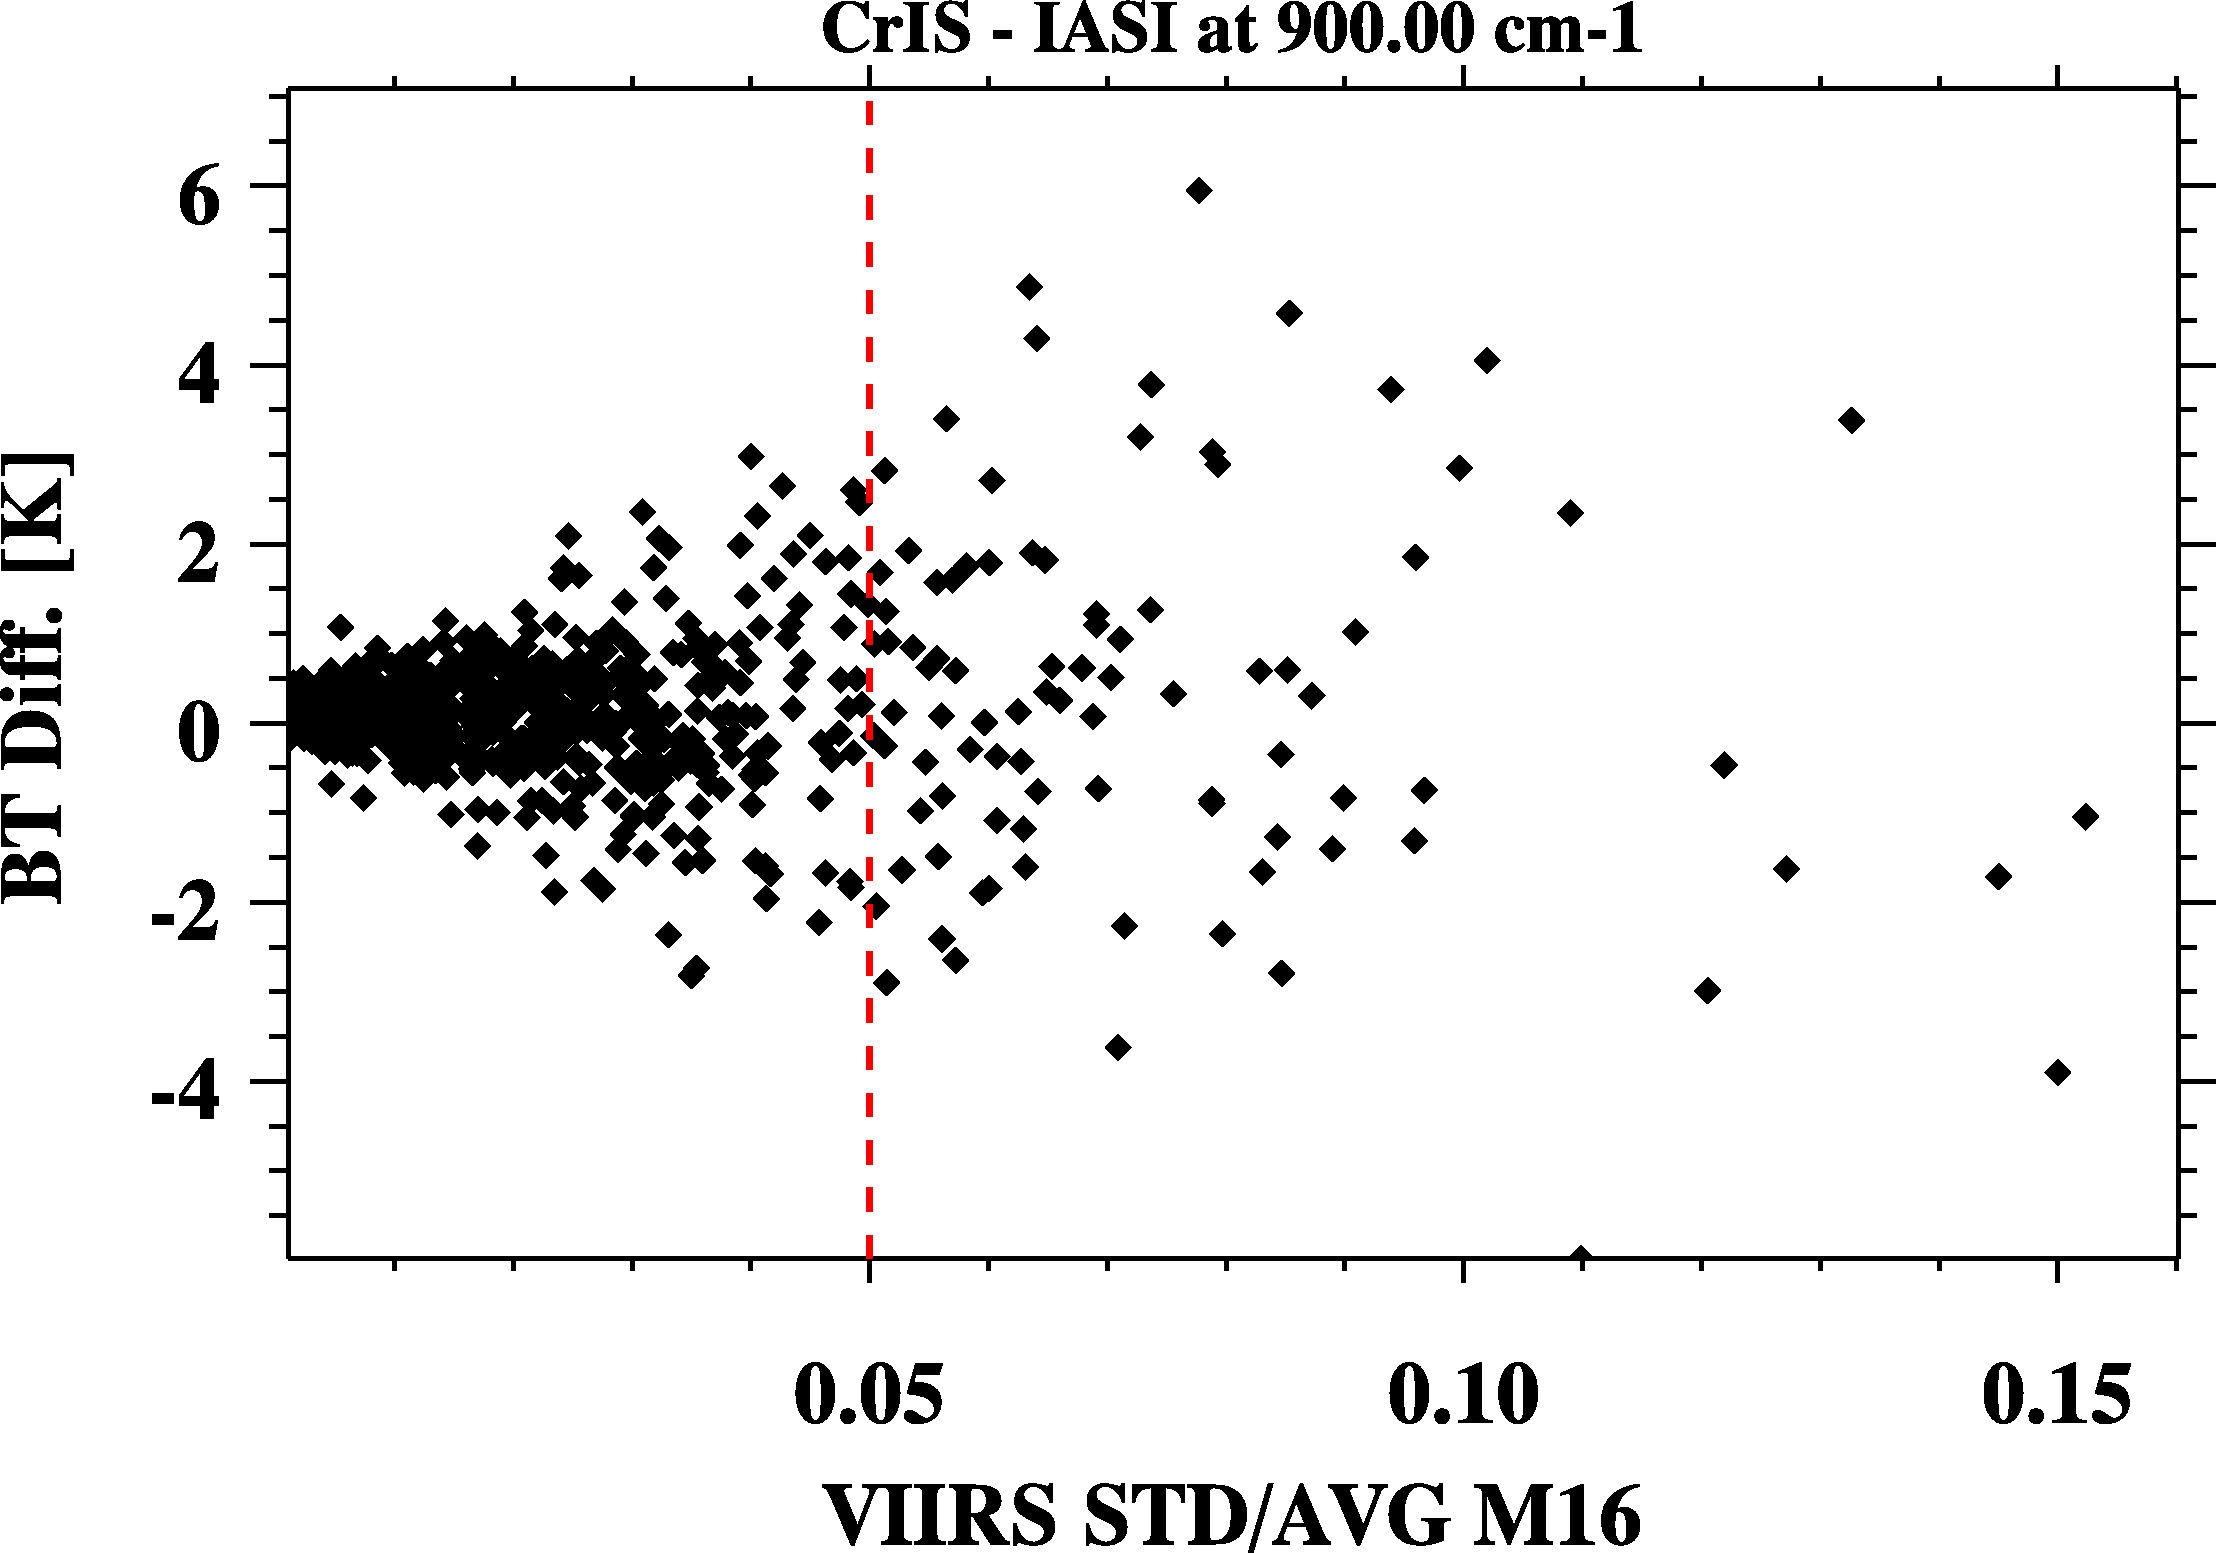 CrIS - IASI at 900.00 cm-1
BT Diff. [K]
6
4
2
0
-2
-4
0.05 0.10 0.15
VIIRS STD/AVG M16